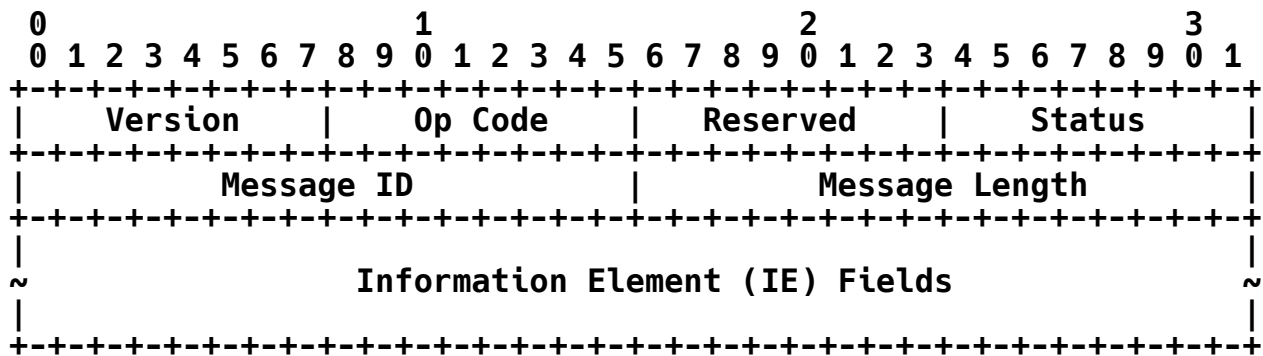 0                   1                   2                   3
 0 1 2 3 4 5 6 7 8 9 0 1 2 3 4 5 6 7 8 9 0 1 2 3 4 5 6 7 8 9 0 1
+-+-+-+-+-+-+-+-+-+-+-+-+-+-+-+-+-+-+-+-+-+-+-+-+-+-+-+-+-+-+-+-+
|    Version    |    Op Code    |   Reserved    |    Status     |
+-+-+-+-+-+-+-+-+-+-+-+-+-+-+-+-+-+-+-+-+-+-+-+-+-+-+-+-+-+-+-+-+
|          Message ID           |         Message Length        |
+-+-+-+-+-+-+-+-+-+-+-+-+-+-+-+-+-+-+-+-+-+-+-+-+-+-+-+-+-+-+-+-+
|                                                               |
~                 Information Element (IE) Fields               ~
|                                                               |
+-+-+-+-+-+-+-+-+-+-+-+-+-+-+-+-+-+-+-+-+-+-+-+-+-+-+-+-+-+-+-+-+